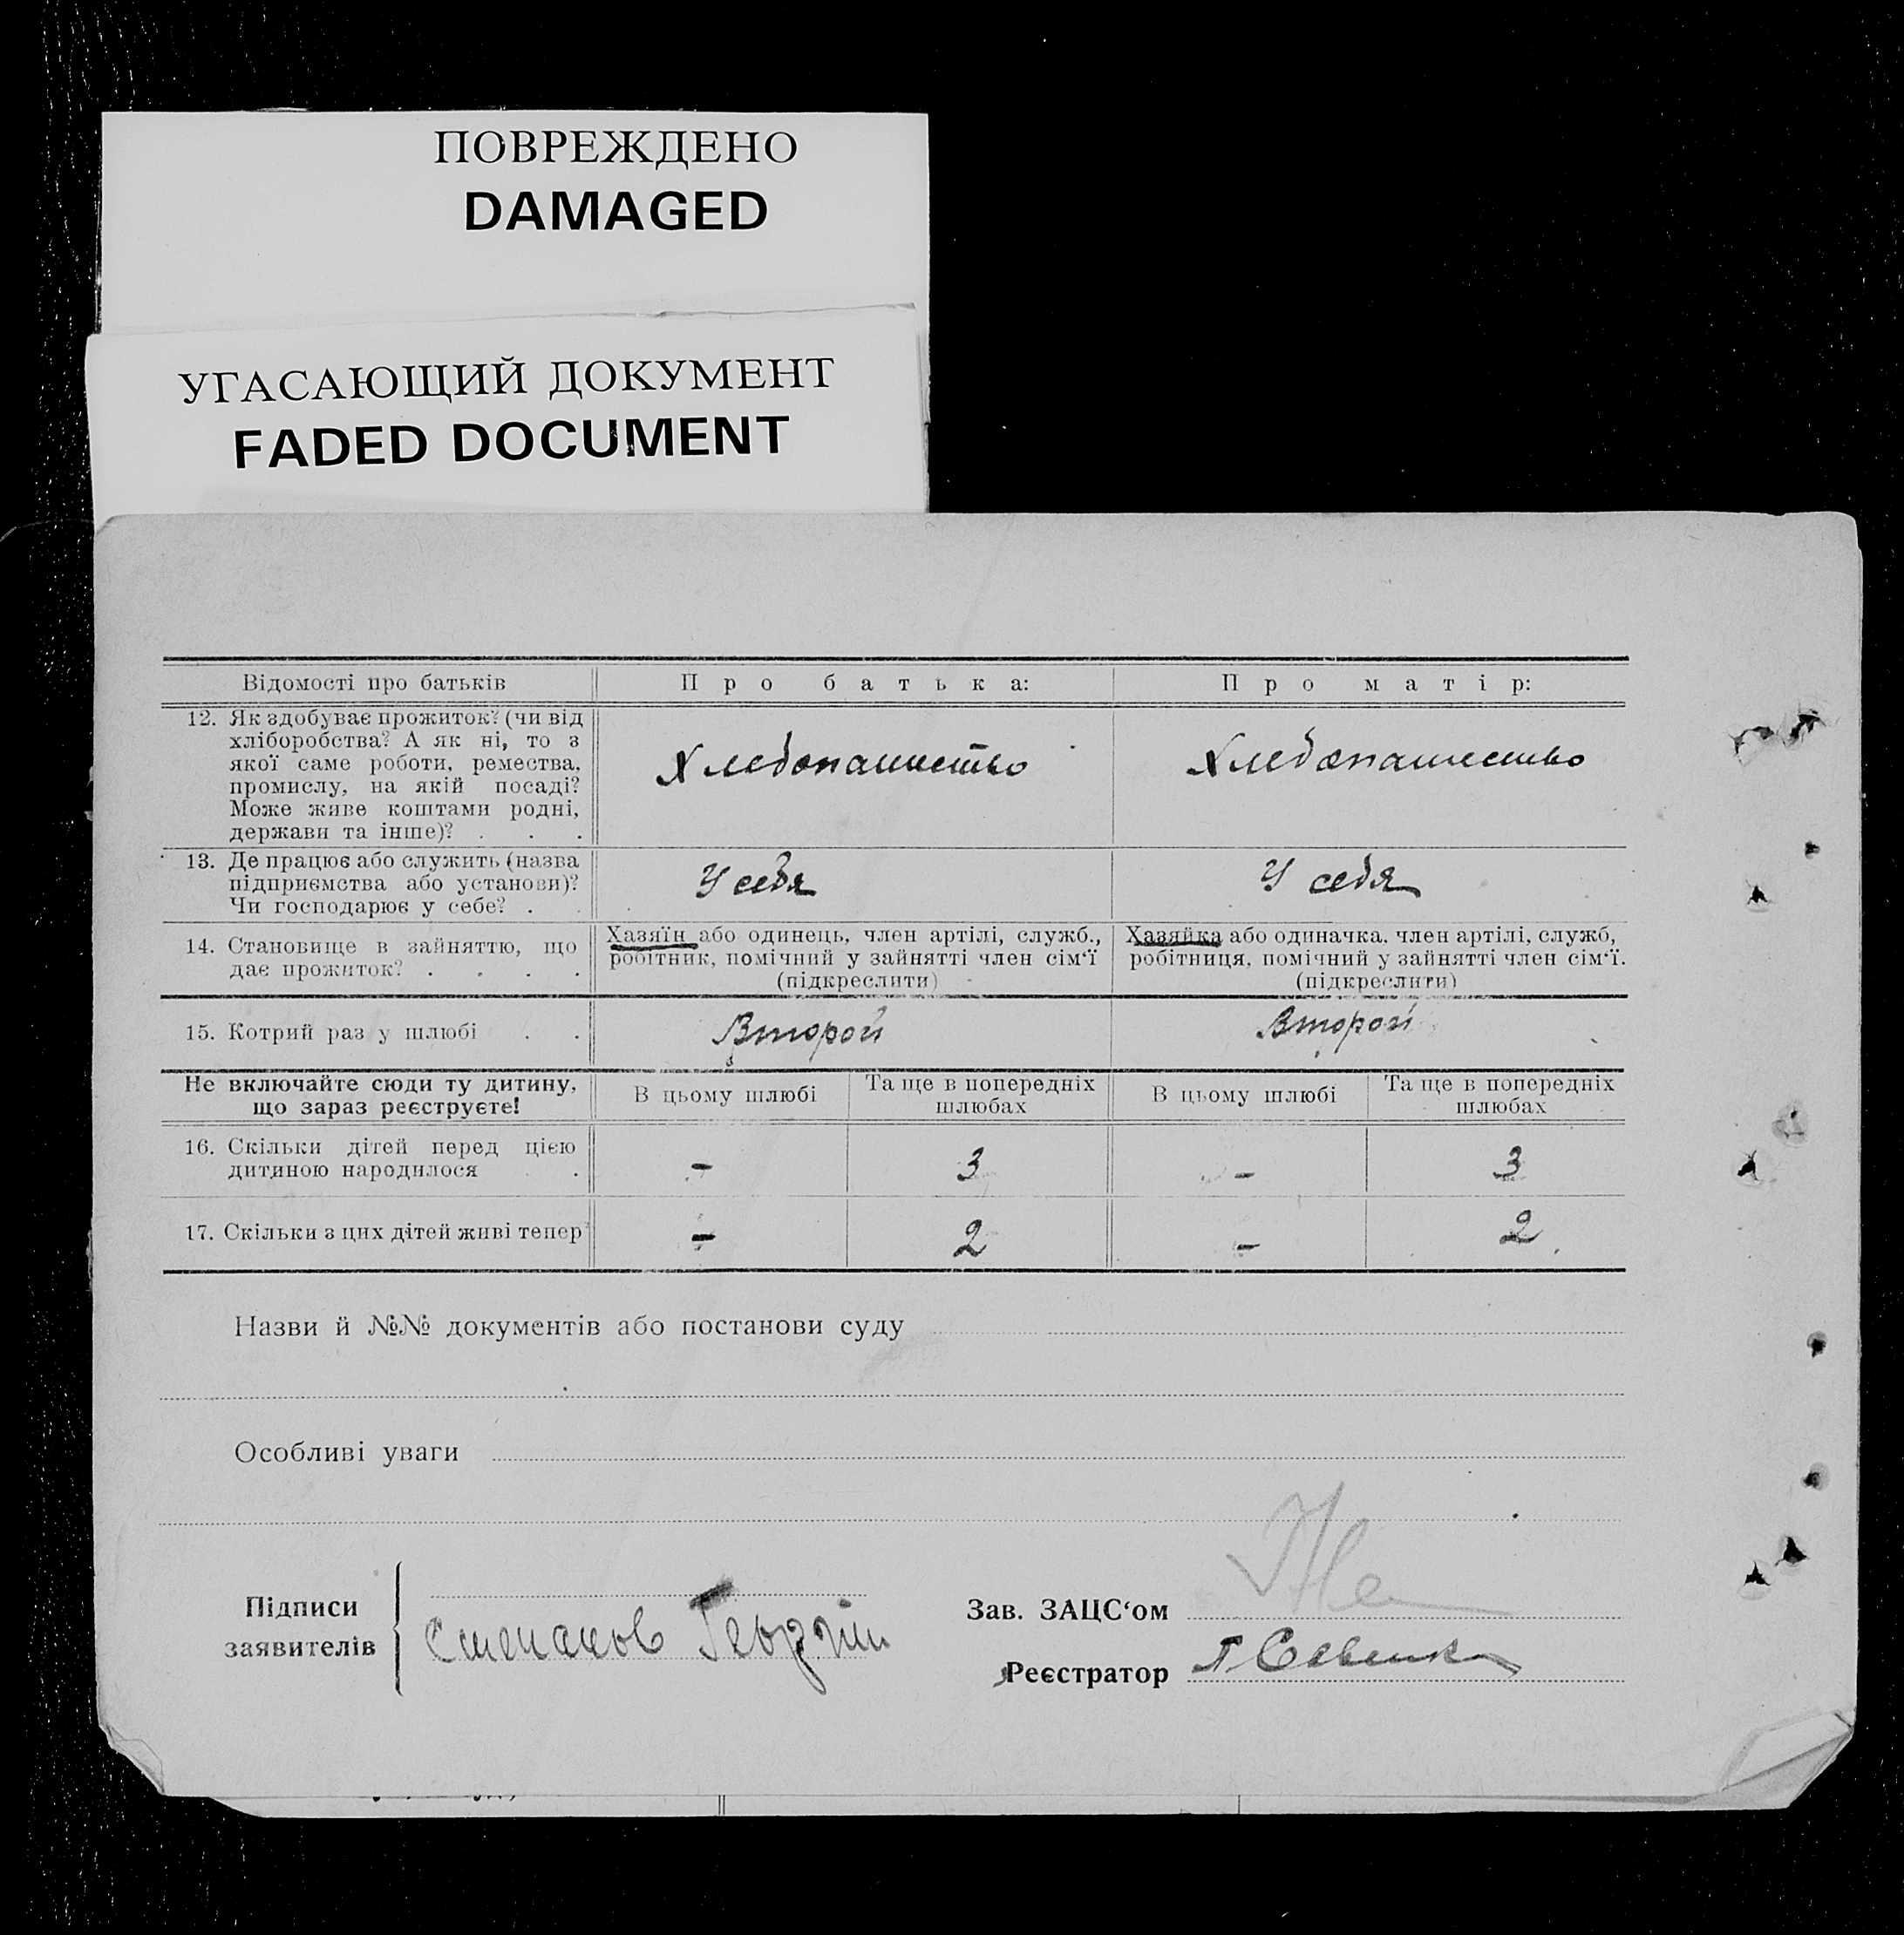 ПОВРЕЖДЕНО
DAMAGED
УГАСАЮЩИЙ ДОКУМЕНТ
FADED DOCUMENT
Відомості про батьків
Про батька:
Про матір:
12. Як здобуває прожиток? (чи від
хліборобства? А як ні, то з
якої саме роботи, ремества,
промислу, на якій посаді?
Може живе коштами родні,
держави та інше)? . . .
Хлебопашество
Хлебопашество
13. Де працює або служить (назва
підприємства або установи)?
Чи господарює у себе? . .
У себя
У себя
14. Становище в зайняттю, що
дає прожиток? . . . .
Хазяїн або одинець, член артілі, служб.,
робітник, помічний у зайнятті член сім‘ї
(підкреслити)
Хазяйка або одиначка. член артілі, служб,
робітниця, помічний у зайнятті член сім‘ї.
(підкреслити)
15. Котрий раз у шлюбі . .
Второй
Второй
Не включайте сюди ту дитину,
що зараз реєструєте!
В цьому шлюбі
Та ще в попередніх
шлюбах
В цьому шлюбі
Та ще в попередніх
шлюбах
16. Скільки дітей перед цією
дитиною народилося .
-
3
-
3
17. Скільки з цих дітей живі тепер
-
2
-
2
Назви й №№ документів або постанови суду
Особливі уваги
Підписи
заявителів
Степанов Георгий
Зав. ЗАЦС‘ом
Реєстратор